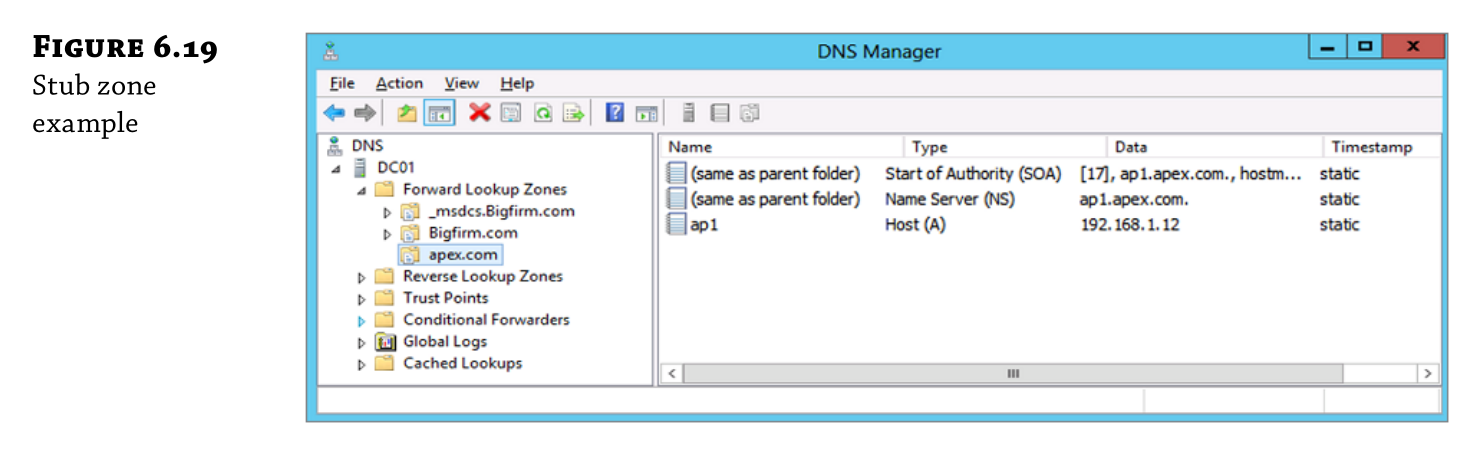 FIGURE 6.19
Stub zone
example
DNS Manager
File Action View Help
DNS
DC01
Forward Lookup Zones
_msdcs.Bigfirm.com
Bigfirm.com
apex.com
Reverse Lookup Zones
Trust Points
Conditional Forwarders
Global Logs
Cached Lookups
Name Type Data Timestamp
(same as parent folder) Start of Authority (SOA) [17], ap1.apex.com., hostm... static
(same as parent folder) Name Server (NS) ap1.apex.com. static
ap1 Host (A) 192.168.1.12 static